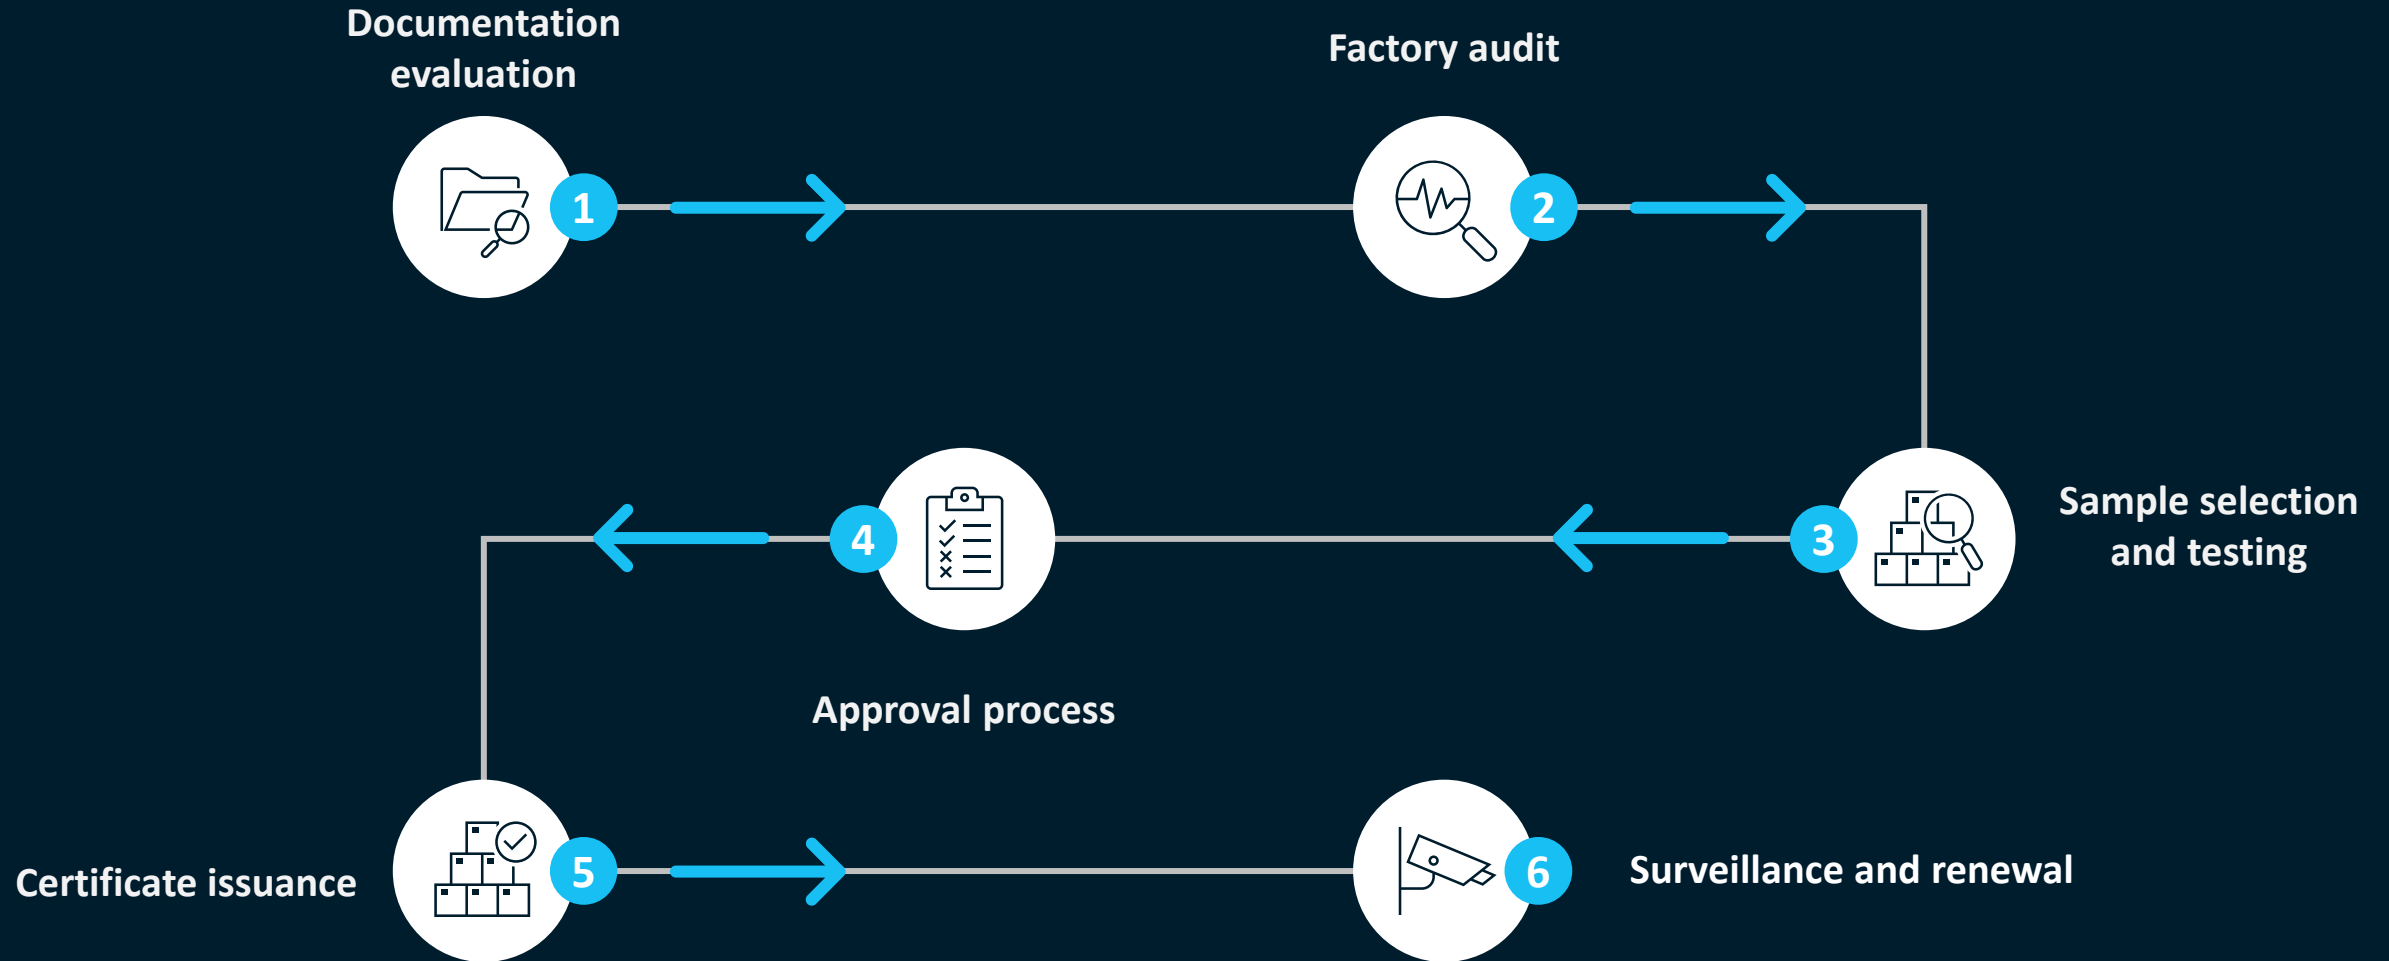 Documentation
evaluation
1
Factory audit
2
Sample selection
and testing
3
Approval process
4
Certificate issuance
5
Surveillance and renewal
6